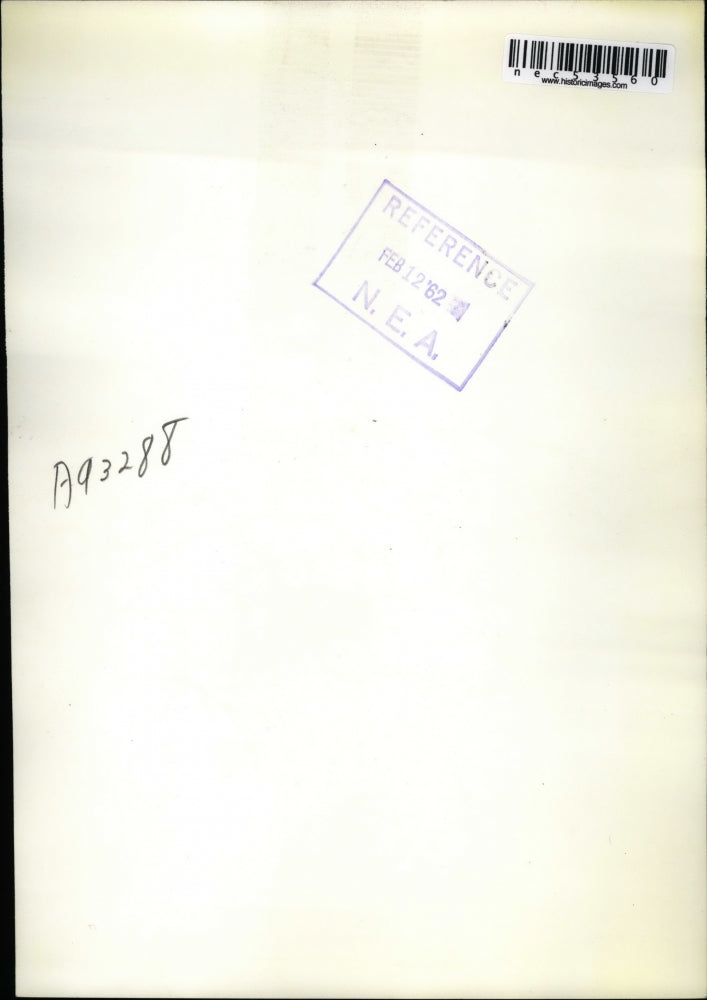 nec53560
www.historicimages.com
REFERENCE
FEB 12 '62
N. E. A.
A93288